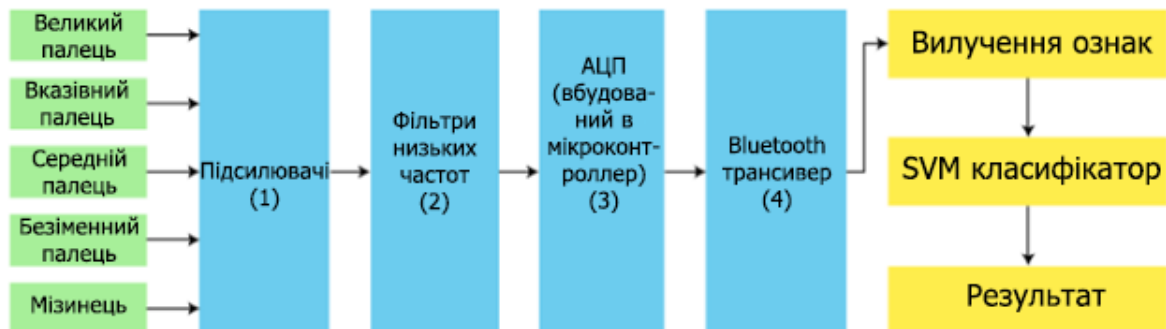 Великий
палець
Вказівний
палець
Середній
палець
Безіменний
палець
Мізинець
Підсилювачі
(1)
Фільтри
низьких
частот
(2)
АЦП
(вбудова-
ний в
мікроконт-
роллер)
(3)
Bluetooth
трансивер
(4)
Вилучення ознак
SVM класифікатор
Результат